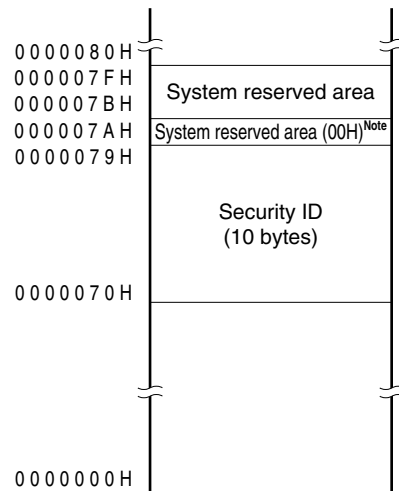 0000080H
000007FH
000007BH
System reserved area
000007AH
System reserved area (00H)Note
0000079H
Security ID
(10 bytes)
0000070H
0000000H